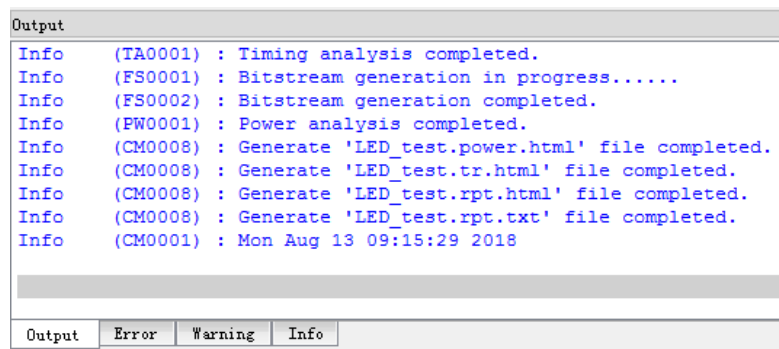 Output
Info (TA0001) : Timing analysis completed.
Info (FS0001) : Bitstream generation in progress......
Info (FS0002) : Bitstream generation completed.
Info (PW0001) : Power analysis completed.
Info (CM0008) : Generate 'LED_test.power.html' file completed.
Info (CM0008) : Generate 'LED_test.tr.html' file completed.
Info (CM0008) : Generate 'LED_test.rpt.html' file completed.
Info (CM0008) : Generate 'LED_test.rpt.txt' file completed.
Info (CM0001) : Mon Aug 13 09:15:29 2018
Output Error Warning Info